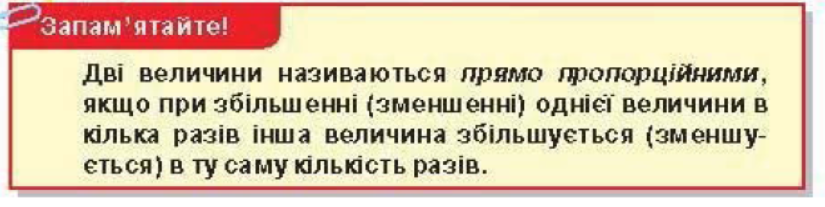 Запам’ятайте!
Дві величини називаються прямо пропорційними,
якщо при збільшенні (зменшенні) однієї величини в
кілька разів інша величина збільшується (зменшу-
ється) в ту саму кількість разів.